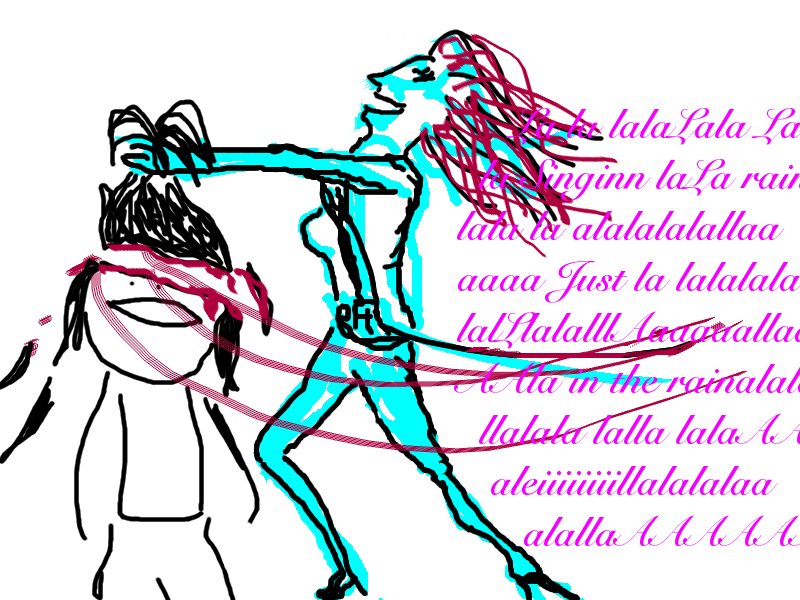 La la lalaLala La
la Singinn laLa rain
lala la alalalalallaa
aaaa Just la lalalala
lalLlalalllAaaaaallaa
AAla in the rainalala
llalala lalla lalaAA
aleiiiiiiiillalalalaa
alallaAAAAA